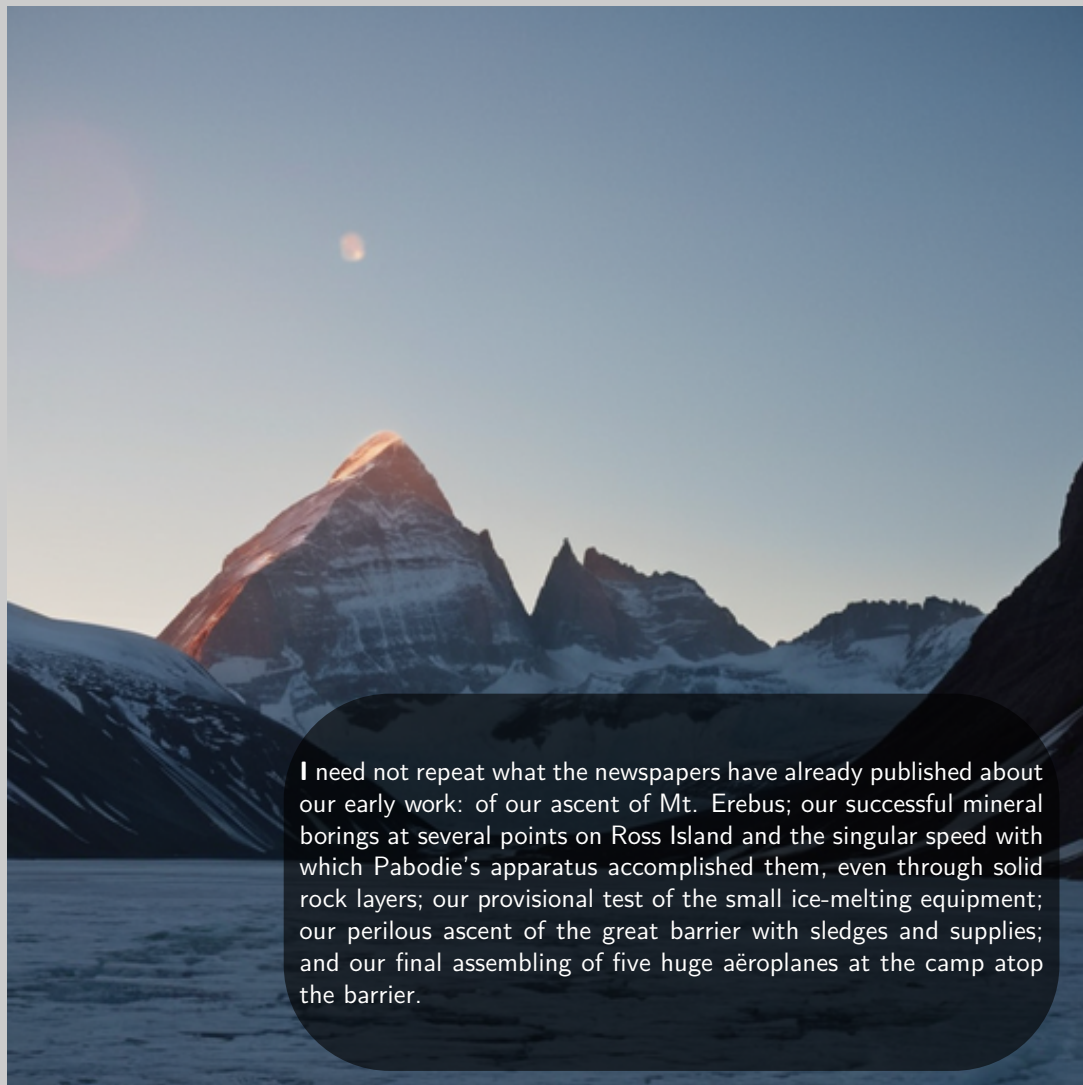 I need not repeat what the newspapers have already published about
our early work: of our ascent of Mt. Erebus; our successful mineral
borings at several points on Ross Island and the singular speed with
which Pabodie's apparatus accomplished them, even through solid
rock layers; our provisional test of the small ice-melting equipment;
our perilous ascent of the great barrier with sledges and supplies;
and our final assembling of five huge aëroplanes at the camp atop
the barrier.